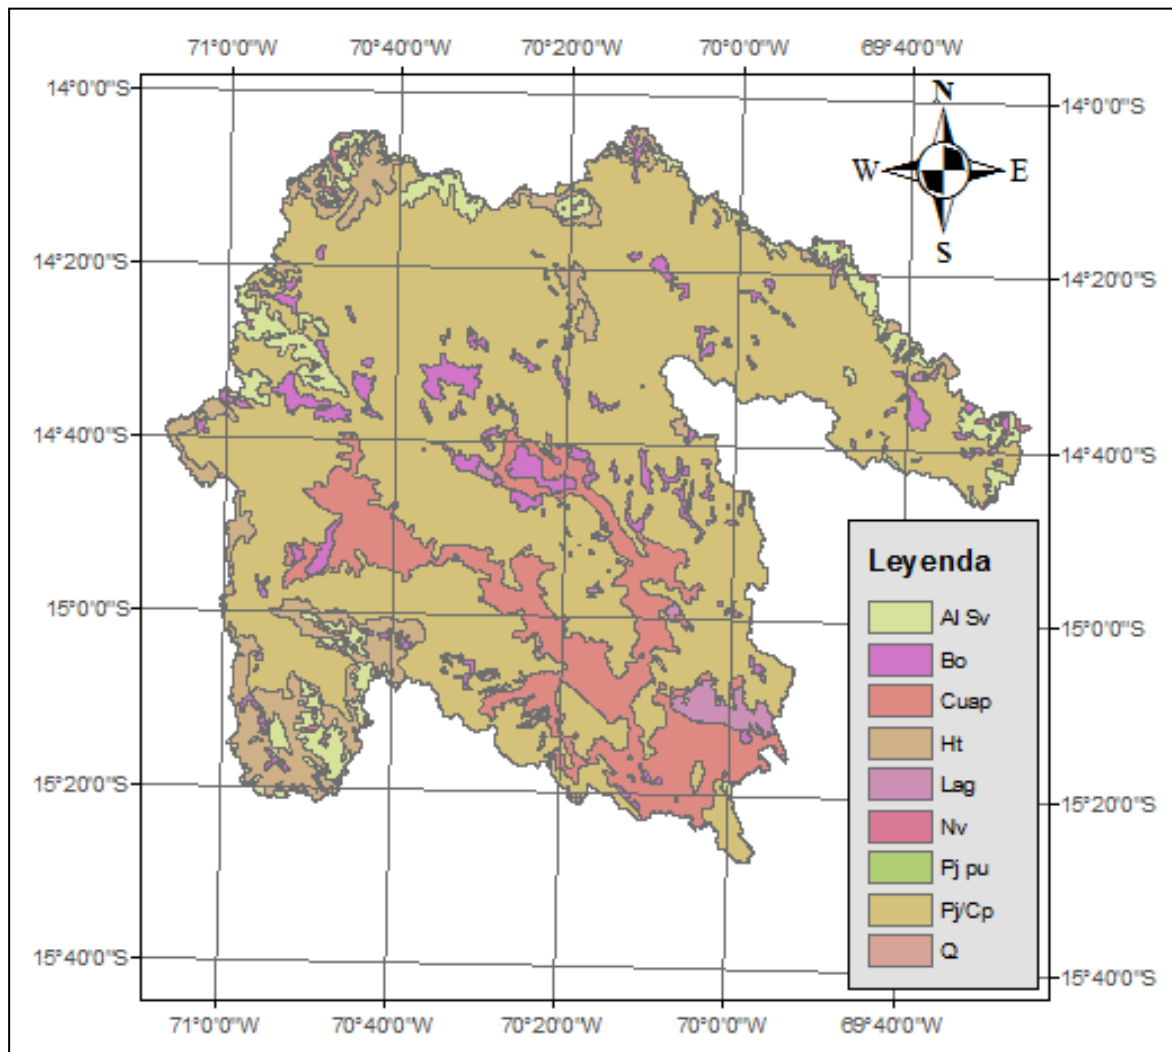 71°0'0"W 70°40'0"W 70°20'0"W 70°0'0"W 69°40'0"W
14°0'0"S 14°0'0"S
N
W E
S
14°20'0"S 14°20'0"S
14°40'0"S 14°40'0"S
Leyenda
Al Sv
Bo
Cuap
Ht
Lag
Nv
Pj pu
Pj/Cp
Q
15°0'0"S 15°0'0"S
15°20'0"S 15°20'0"S
15°40'0"S 15°40'0"S
71°0'0"W 70°40'0"W 70°20'0"W 70°0'0"W 69°40'0"W